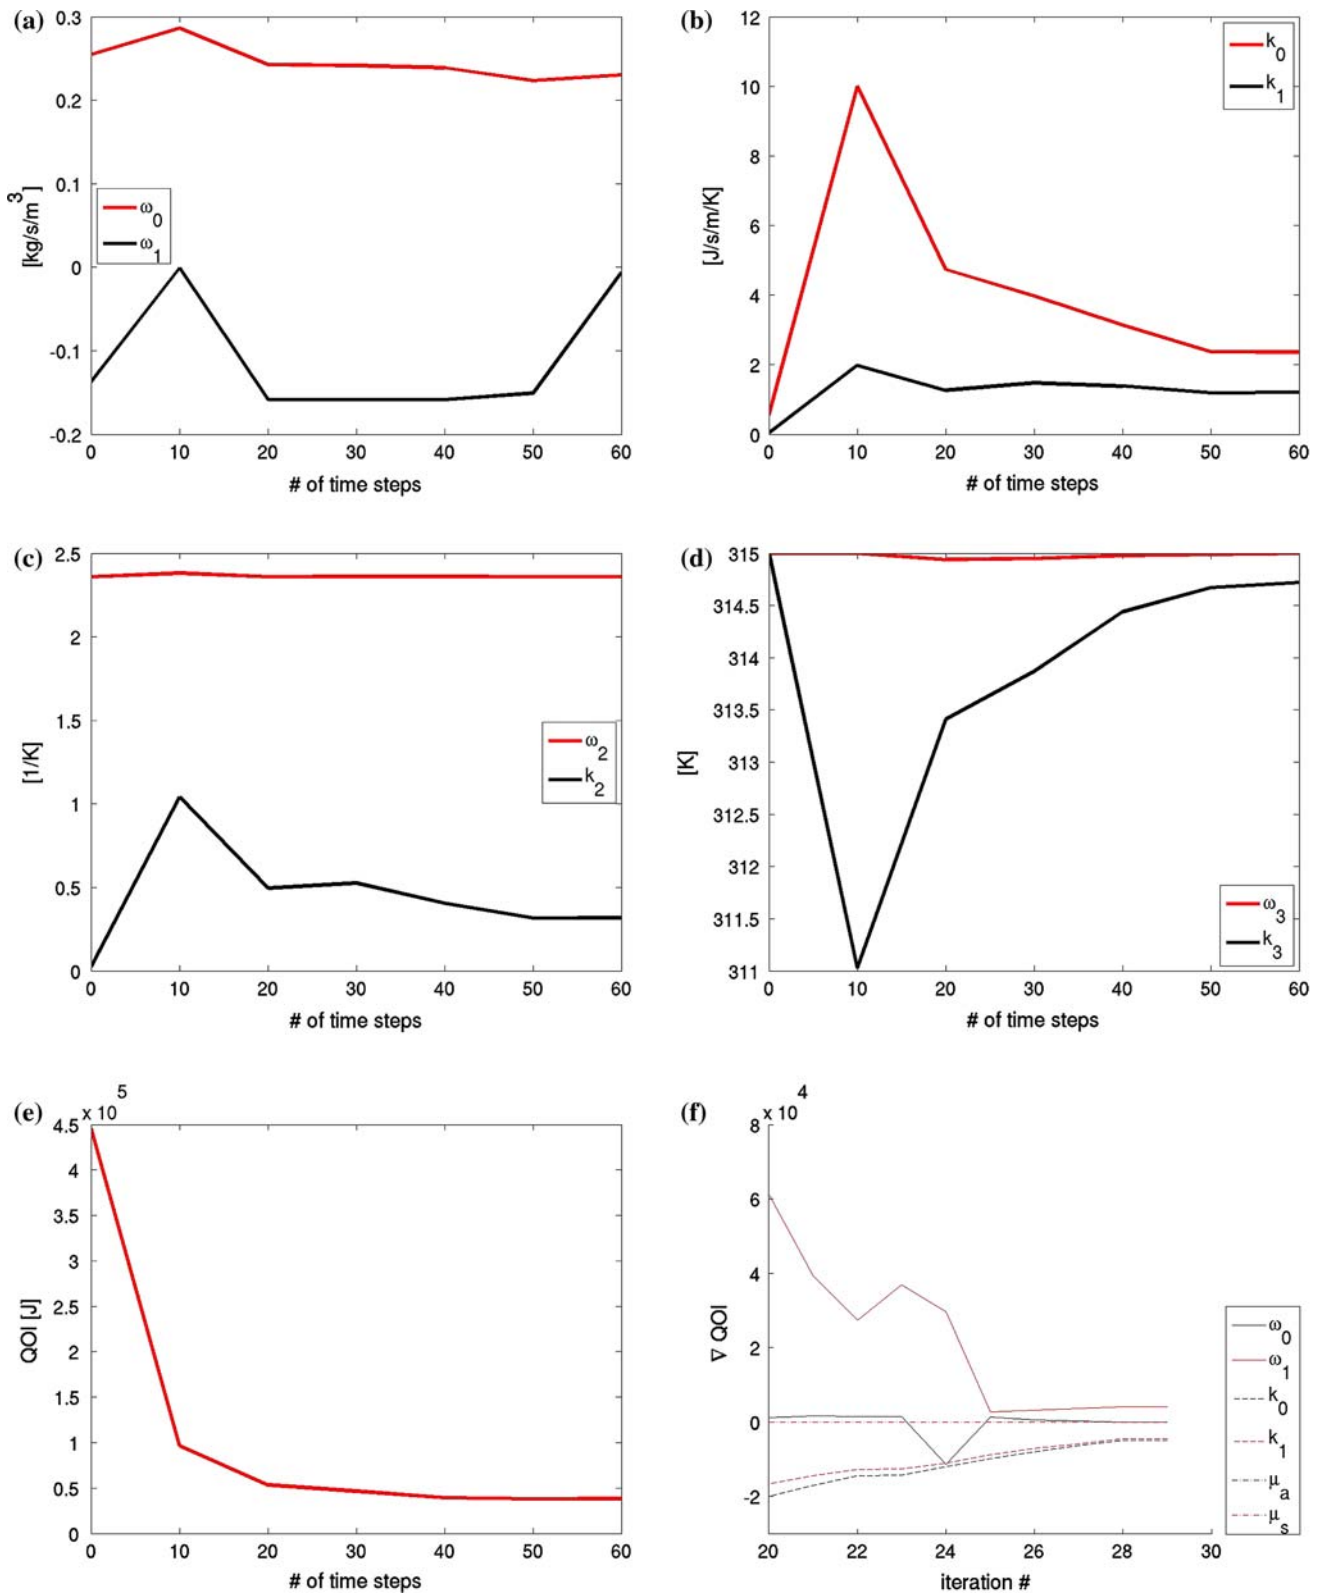 (a)
0.3
0.2
0.1
0
-0.1
-0.2
[kg/s/m³]
ω₀
ω₁
0 10 20 30 40 50 60
# of time steps
(b)
12
10
8
6
4
2
0
[J/s/m/K]
k₀
k₁
0 10 20 30 40 50 60
# of time steps
(c)
2.5
2
1.5
1
0.5
0
[1/K]
ω₂
k₂
0 10 20 30 40 50 60
# of time steps
(d)
315
314.5
314
313.5
313
312.5
312
311.5
311
[K]
ω₃
k₃
0 10 20 30 40 50 60
# of time steps
(e)
x 10⁵
4.5
4
3.5
3
2.5
2
1.5
1
0.5
0
QOI [J]
0 10 20 30 40 50 60
# of time steps
(f)
x 10⁴
8
6
4
2
0
-2
∇ QOI
ω₀
ω₁
k₀
k₁
μₐ
μₛ
20 22 24 26 28 30
iteration #